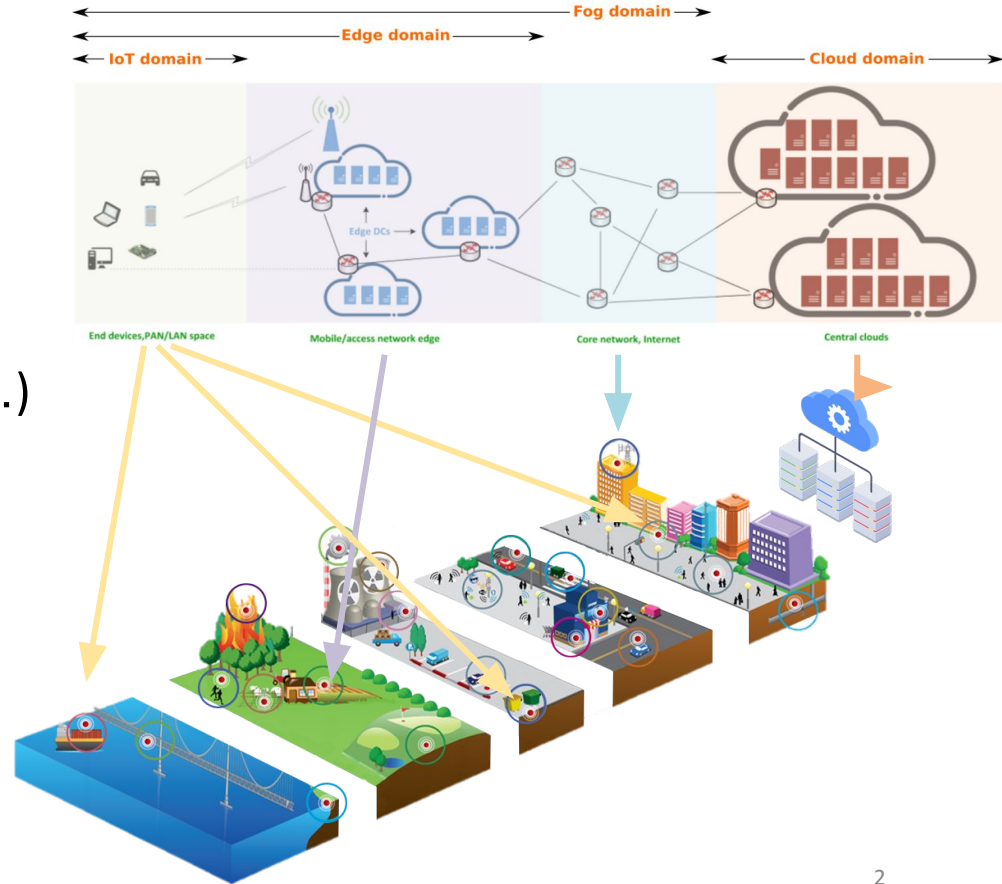 Fog domain
Edge domain
IoT domain
Cloud domain
Edge DCs
End devices,PAN/LAN space
Mobile/access network edge
Core network, Internet
Central clouds
.)
2